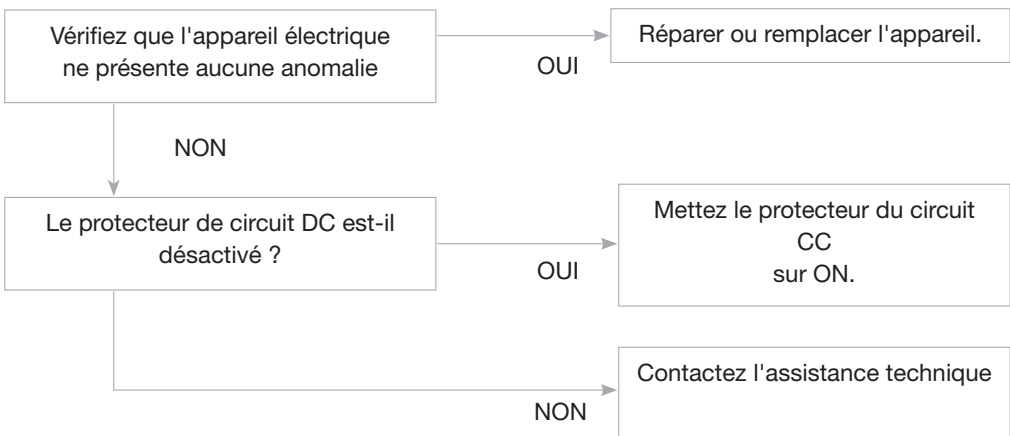 Vérifiez que l'appareil électrique
ne présente aucune anomalie
OUI
Réparer ou remplacer l'appareil.
NON
Le protecteur de circuit DC est-il
désactivé ?
OUI
Mettez le protecteur du circuit
CC
sur ON.
NON
Contactez l'assistance technique